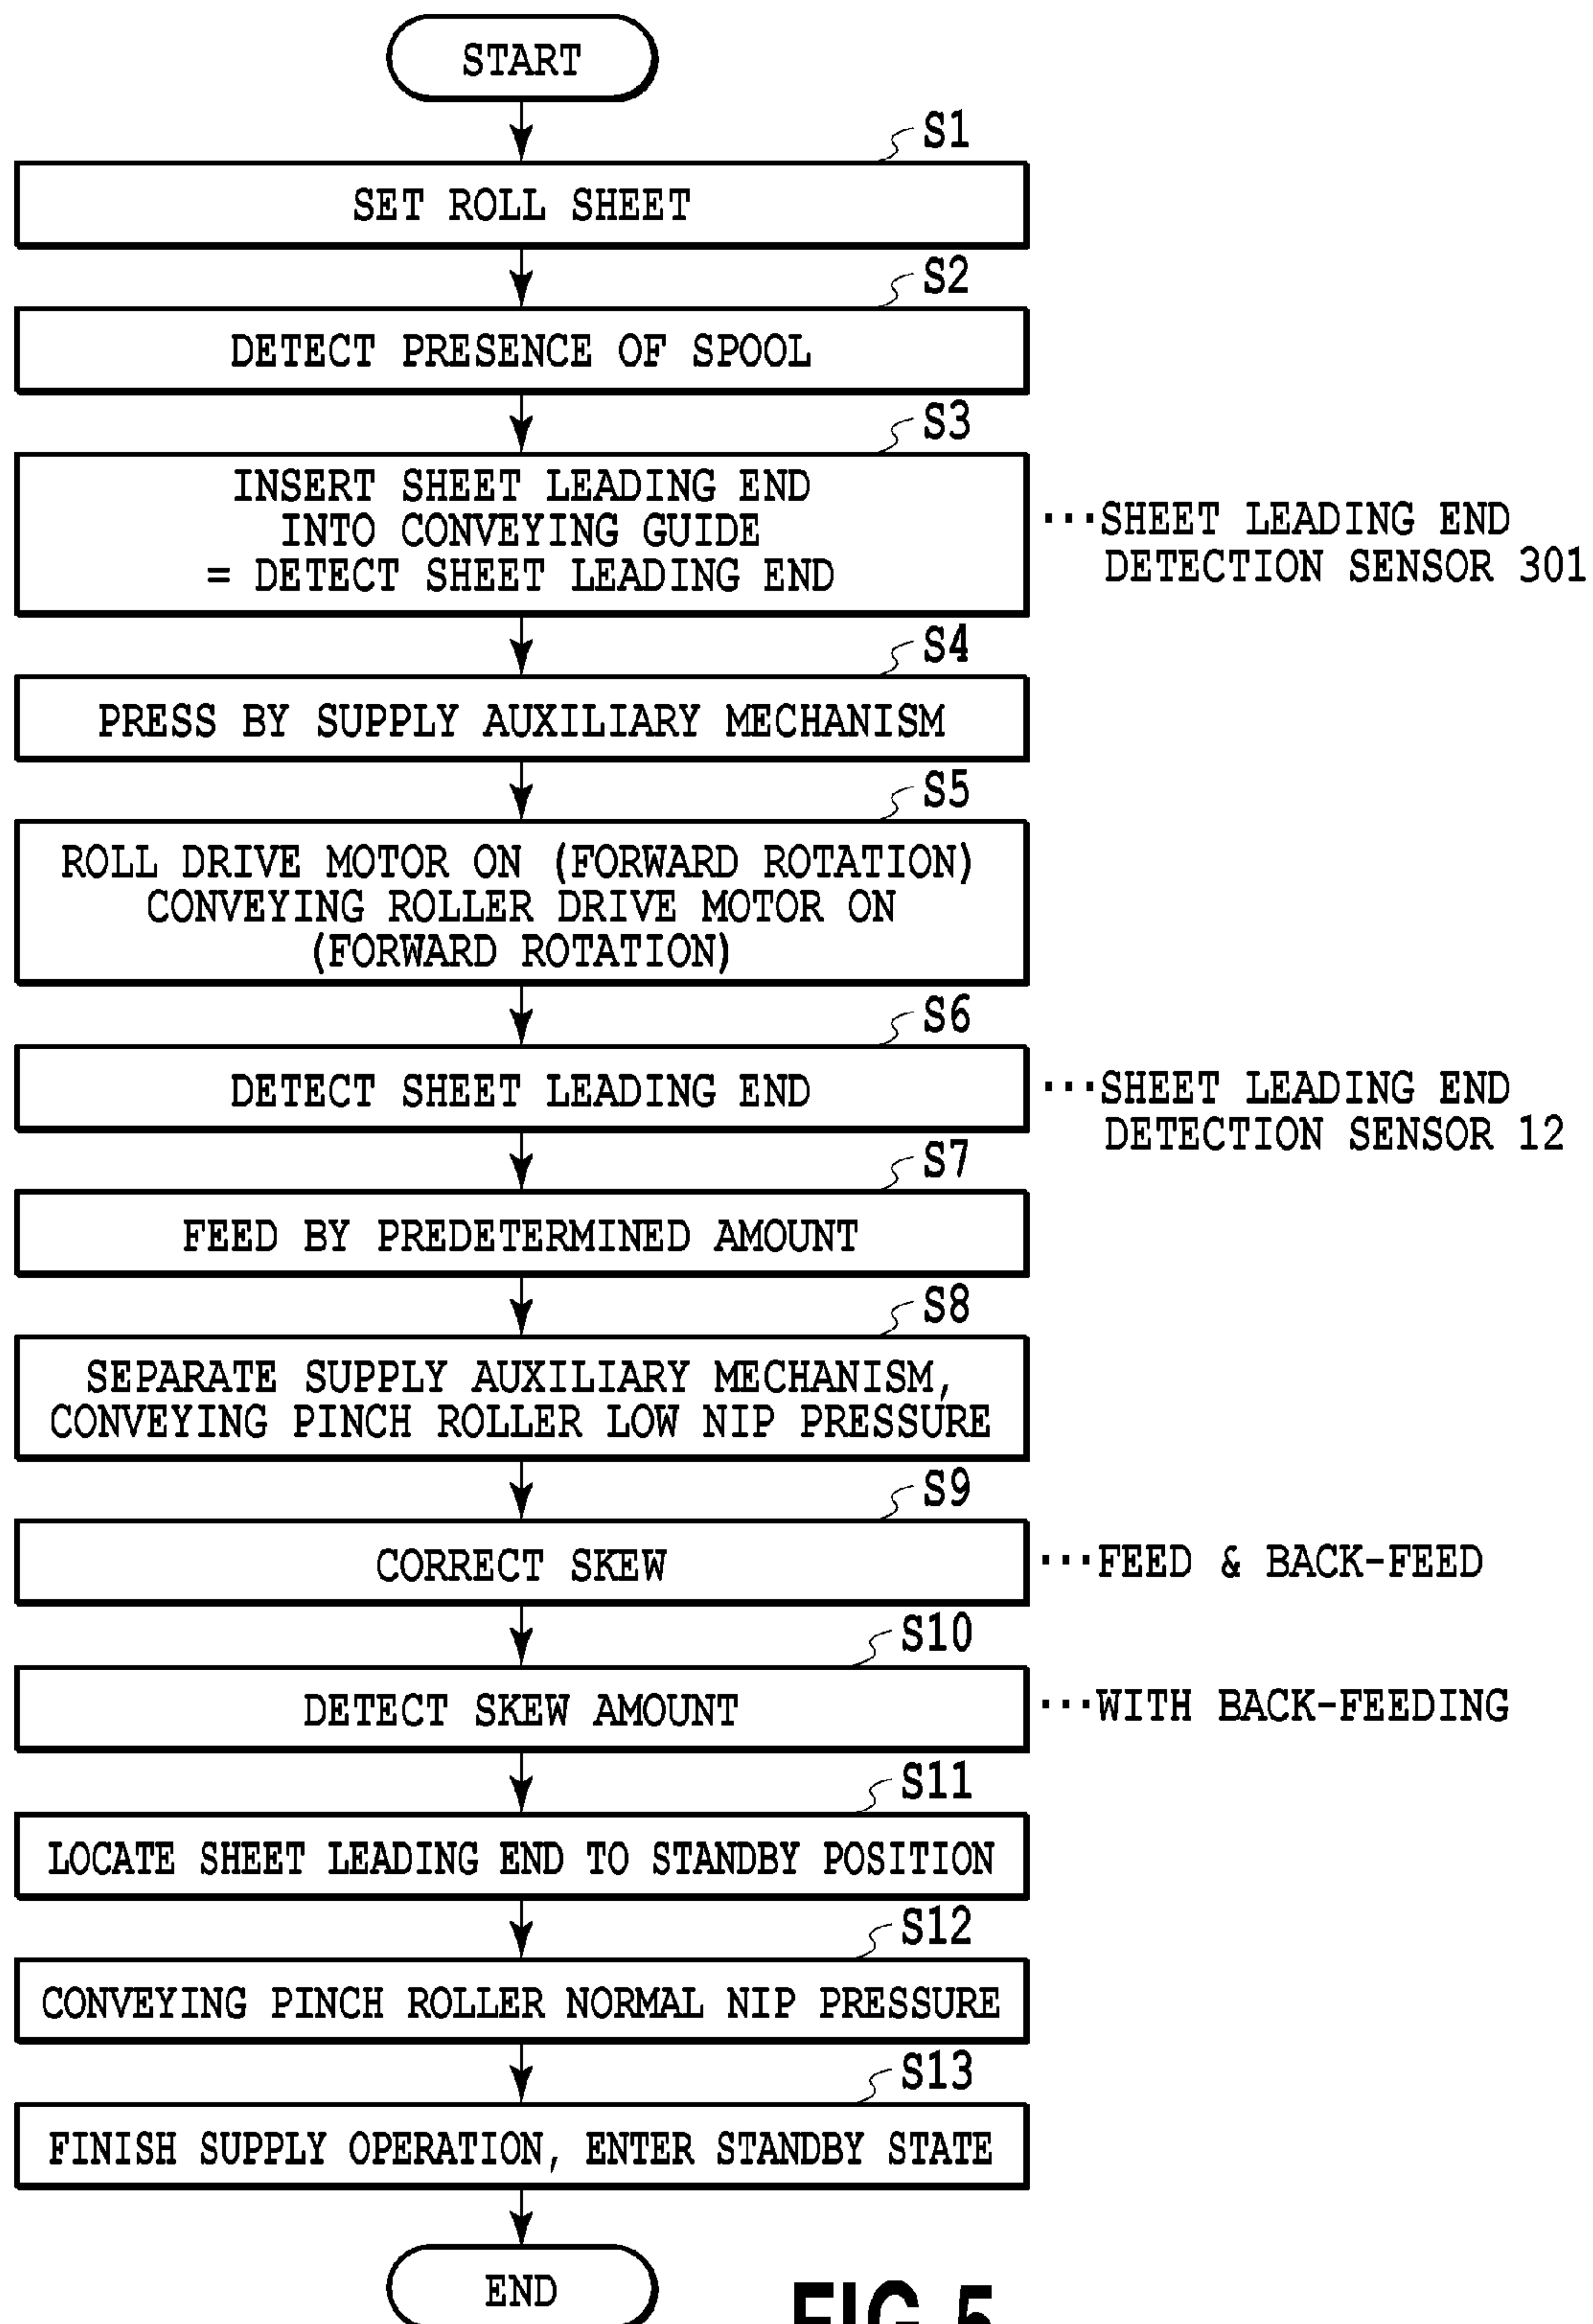 START
S1
SET ROLL SHEET
S2
DETECT PRESENCE OF SPOOL
S3
INSERT SHEET LEADING END
INTO CONVEYING GUIDE
= DETECT SHEET LEADING END
···SHEET LEADING END
DETECTION SENSOR 301
S4
PRESS BY SUPPLY AUXILIARY MECHANISM
S5
ROLL DRIVE MOTOR ON (FORWARD ROTATION)
CONVEYING ROLLER DRIVE MOTOR ON
(FORWARD ROTATION)
S6
DETECT SHEET LEADING END
···SHEET LEADING END
DETECTION SENSOR 12
S7
FEED BY PREDETERMINED AMOUNT
S8
SEPARATE SUPPLY AUXILIARY MECHANISM,
CONVEYING PINCH ROLLER LOW NIP PRESSURE
S9
CORRECT SKEW
···FEED & BACK-FEED
S10
DETECT SKEW AMOUNT
···WITH BACK-FEEDING
S11
LOCATE SHEET LEADING END TO STANDBY POSITION
S12
CONVEYING PINCH ROLLER NORMAL NIP PRESSURE
S13
FINISH SUPPLY OPERATION, ENTER STANDBY STATE
END
FIG.5